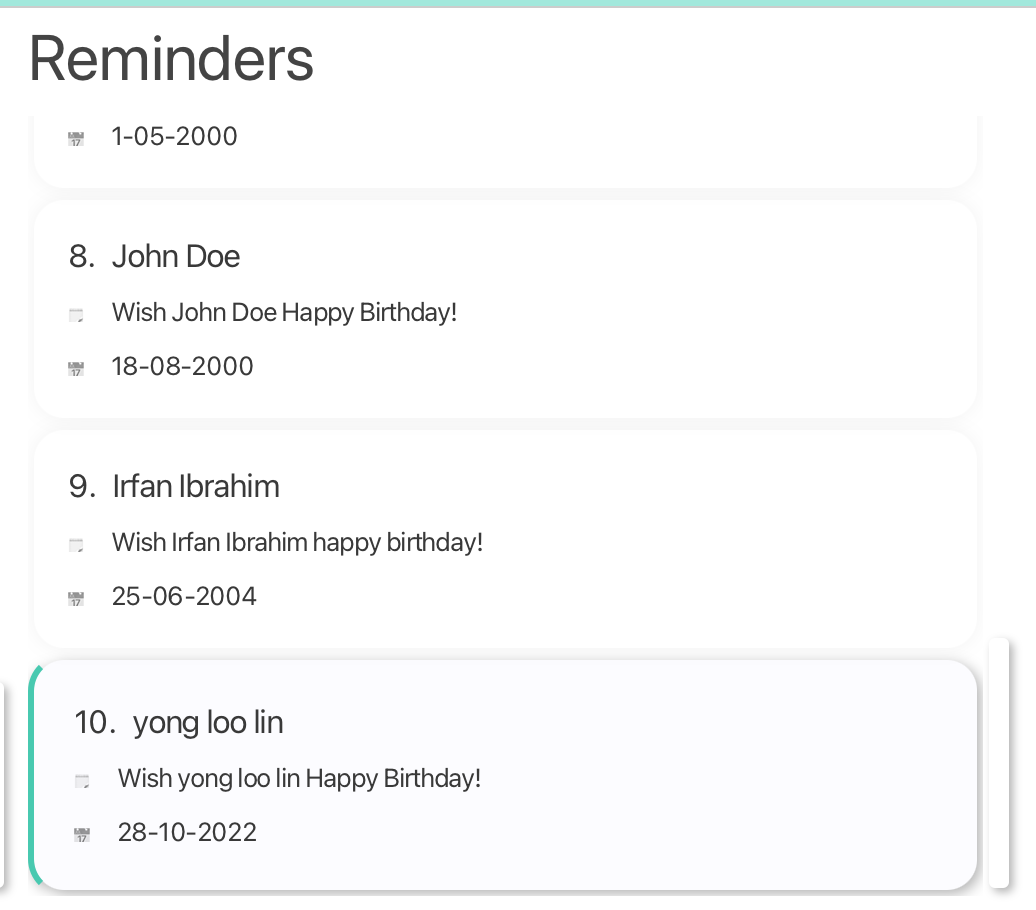 Reminders
1-05-2000
8. John Doe
Wish John Doe Happy Birthday!
18-08-2000
9. Irfan Ibrahim
Wish Irfan Ibrahim happy birthday!
25-06-2004
10. yong loo lin
Wish yong loo lin Happy Birthday!
28-10-2022